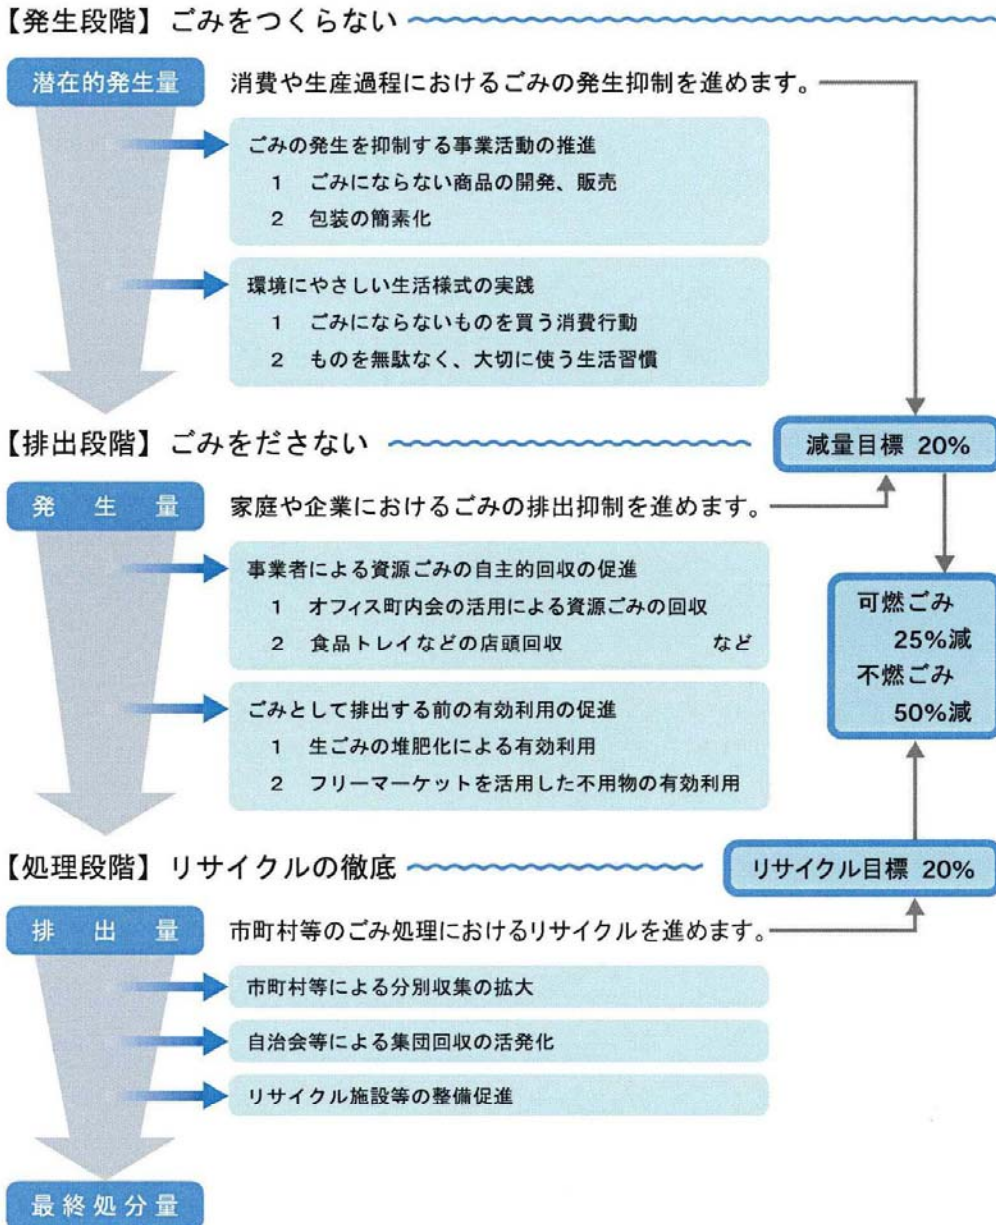 【発生段階】ごみをつくらない
潜在的発生量
消費や生産過程におけるごみの発生抑制を進めます。
ごみの発生を抑制する事業活動の推進
1 ごみにならない商品の開発、販売
2 包装の簡素化
環境にやさしい生活様式の実践
1 ごみにならないものを買う消費行動
2 ものを無駄なく、大切に使う生活習慣
【排出段階】ごみをださない
減量目標 20%
発生量
家庭や企業におけるごみの排出抑制を進めます。
事業者による資源ごみの自主的回収の促進
1 オフィス町内会の活用による資源ごみの回収
2 食品トレイなどの店頭回収 など
可燃ごみ
25%減
不燃ごみ
50%減
ごみとして排出する前の有効利用の促進
1 生ごみの堆肥化による有効利用
2 フリーマーケットを活用した不用物の有効利用
【処理段階】リサイクルの徹底
リサイクル目標 20%
排出量
市町村等のごみ処理におけるリサイクルを進めます。
市町村等による分別収集の拡大
自治会等による集団回収の活発化
リサイクル施設等の整備促進
最終処分量